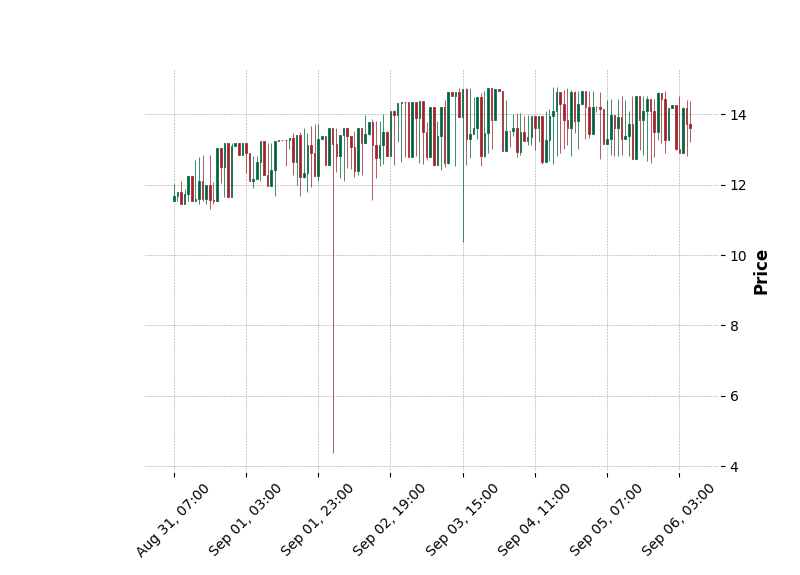 14
12
10
8
6
4
Price
Aug 31, 07:00
Sep 01, 03:00
Sep 01, 23:00
Sep 02, 19:00
Sep 03, 15:00
Sep 04, 11:00
Sep 05, 07:00
Sep 06, 03:00